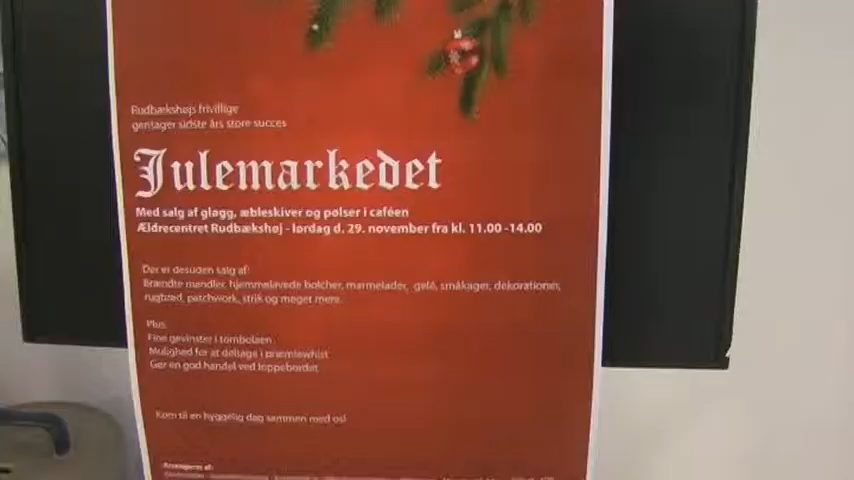 Rudbækshøjs frivillige
gentager sidste års store succes
Julemarkedet
Med salg af gløgg, æbleskiver og pølser i caféen
Ældrecentret Rudbækshøj - lørdag d. 29. november fra kl. 11.00 -14.00
Der er desuden salg af:
Brændte mandler, hjemmelavede bolcher, marmelader, gelé, småkager, dekorationer,
rugbrød, patchwork, strik og meget mere.
Plus
Fine gevinster i tombolaen
Mulighed for at deltage i præmiewhist
Gør en god handel ved loppebordet
Kom til en hyggelig dag sammen med os!
Arrangeres af: